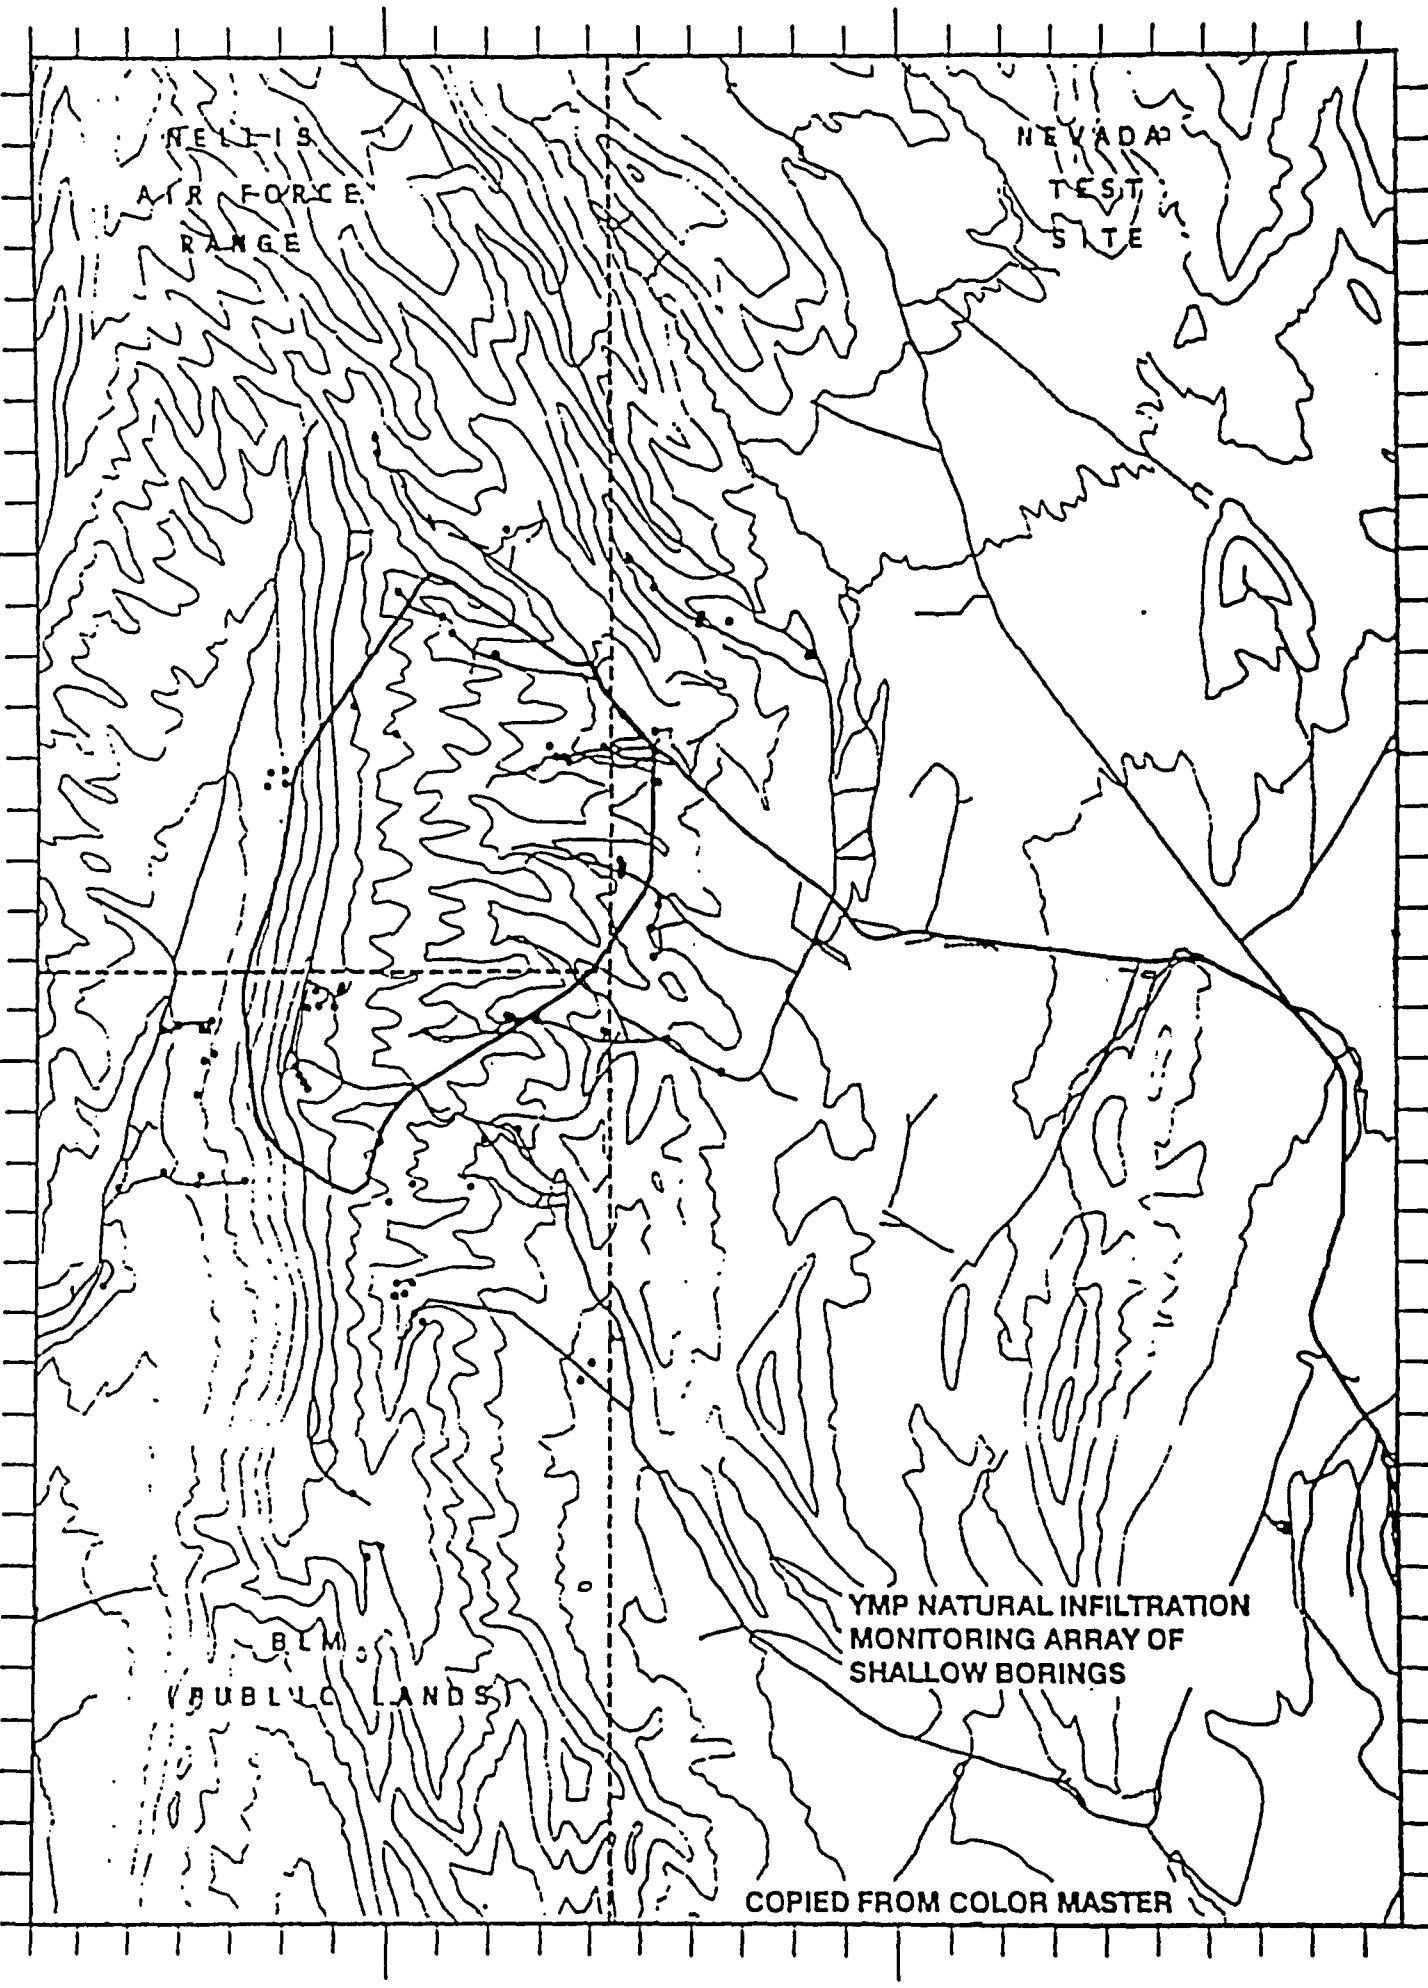 NELLIS
AIR FORCE
RANGE
NEVADA
TEST
SITE
YMP NATURAL INFILTRATION
MONITORING ARRAY OF
SHALLOW BORINGS
BLM
(PUBLIC LANDS)
COPIED FROM COLOR MASTER